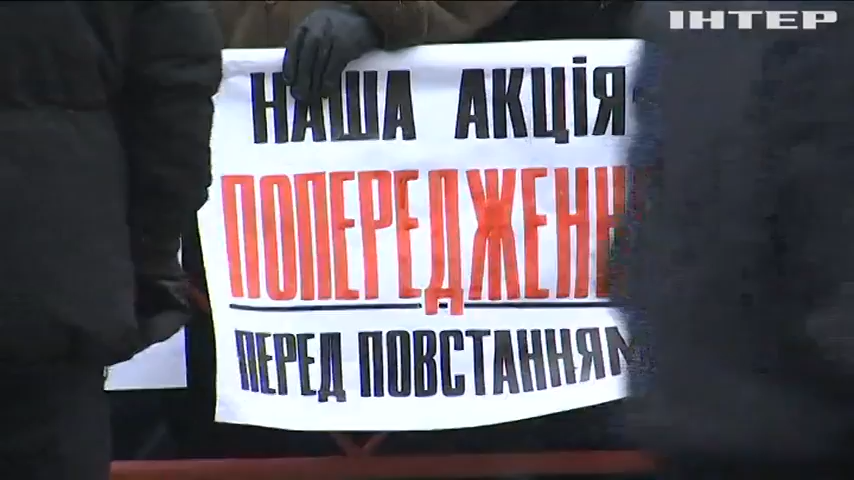 ІНТЕР
НАША АКЦІЯ-
ПОПЕРЕДЖЕНН
ПЕРЕД ПОВСТАННЯМ